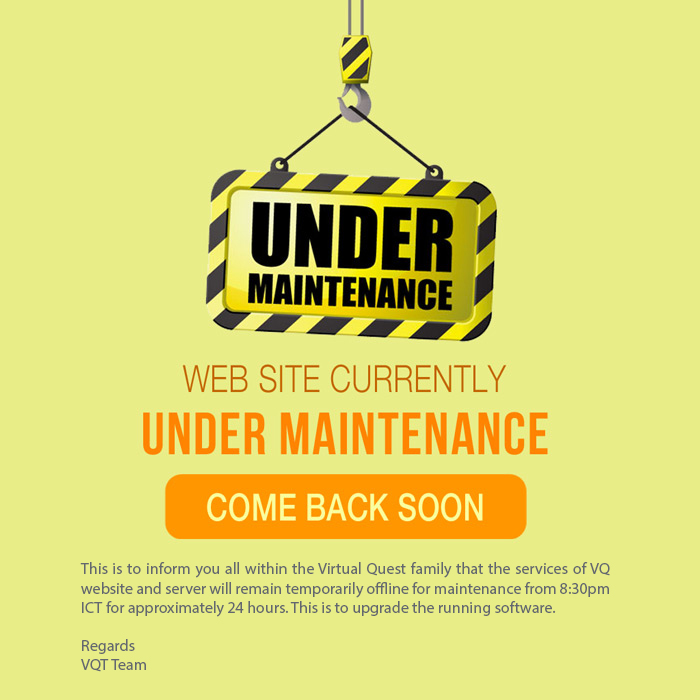 UNDER
MAINTENANCE
WEB SITE CURRENTLY
UNDER MAINTENANCE
COME BACK SOON
This is to inform you all within the Virtual Quest family that the services of VQ
website and server will remain temporarily offline for maintenance from 8:30pm
ICT for approximately 24 hours. This is to upgrade the running software.
Regards
VQT Team